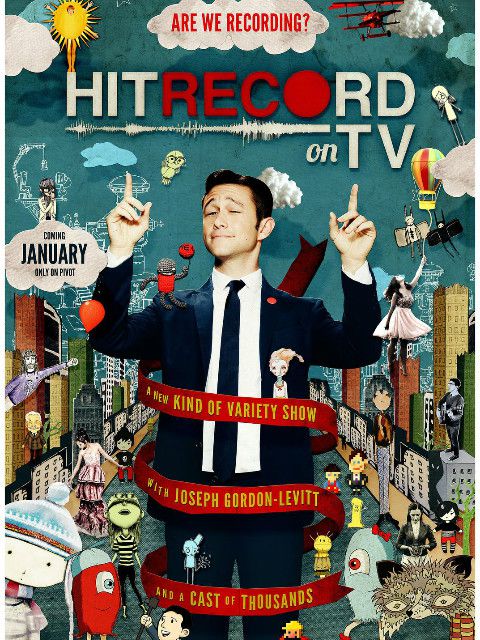 ARE WE RECORDING?
HITRECORD
on TV
COMING
JANUARY
ONLY ON PIVOT
A NEW KIND OF VARIETY SHOW
WITH JOSEPH GORDON-LEVITT
AND A CAST OF THOUSANDS